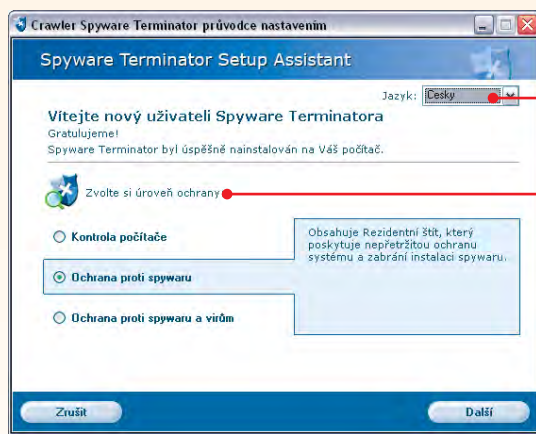 Crawler Spyware Terminator průvodce nastavením
Spyware Terminator Setup Assistant
Jazyk: Česky
Vítejte nový uživateli Spyware Terminatora
Gratulujeme!
Spyware Terminator byl úspěšně nainstalován na Váš počítač.
Zvolte si úroveň ochrany
Kontrola počítače
Ochrana proti spywaru
Ochrana proti spywaru a virům
Obsahuje Rezidentní štít, který
poskytuje nepřetržitou ochranu
systému a zabrání instalaci spywaru.
Zrušit
Další